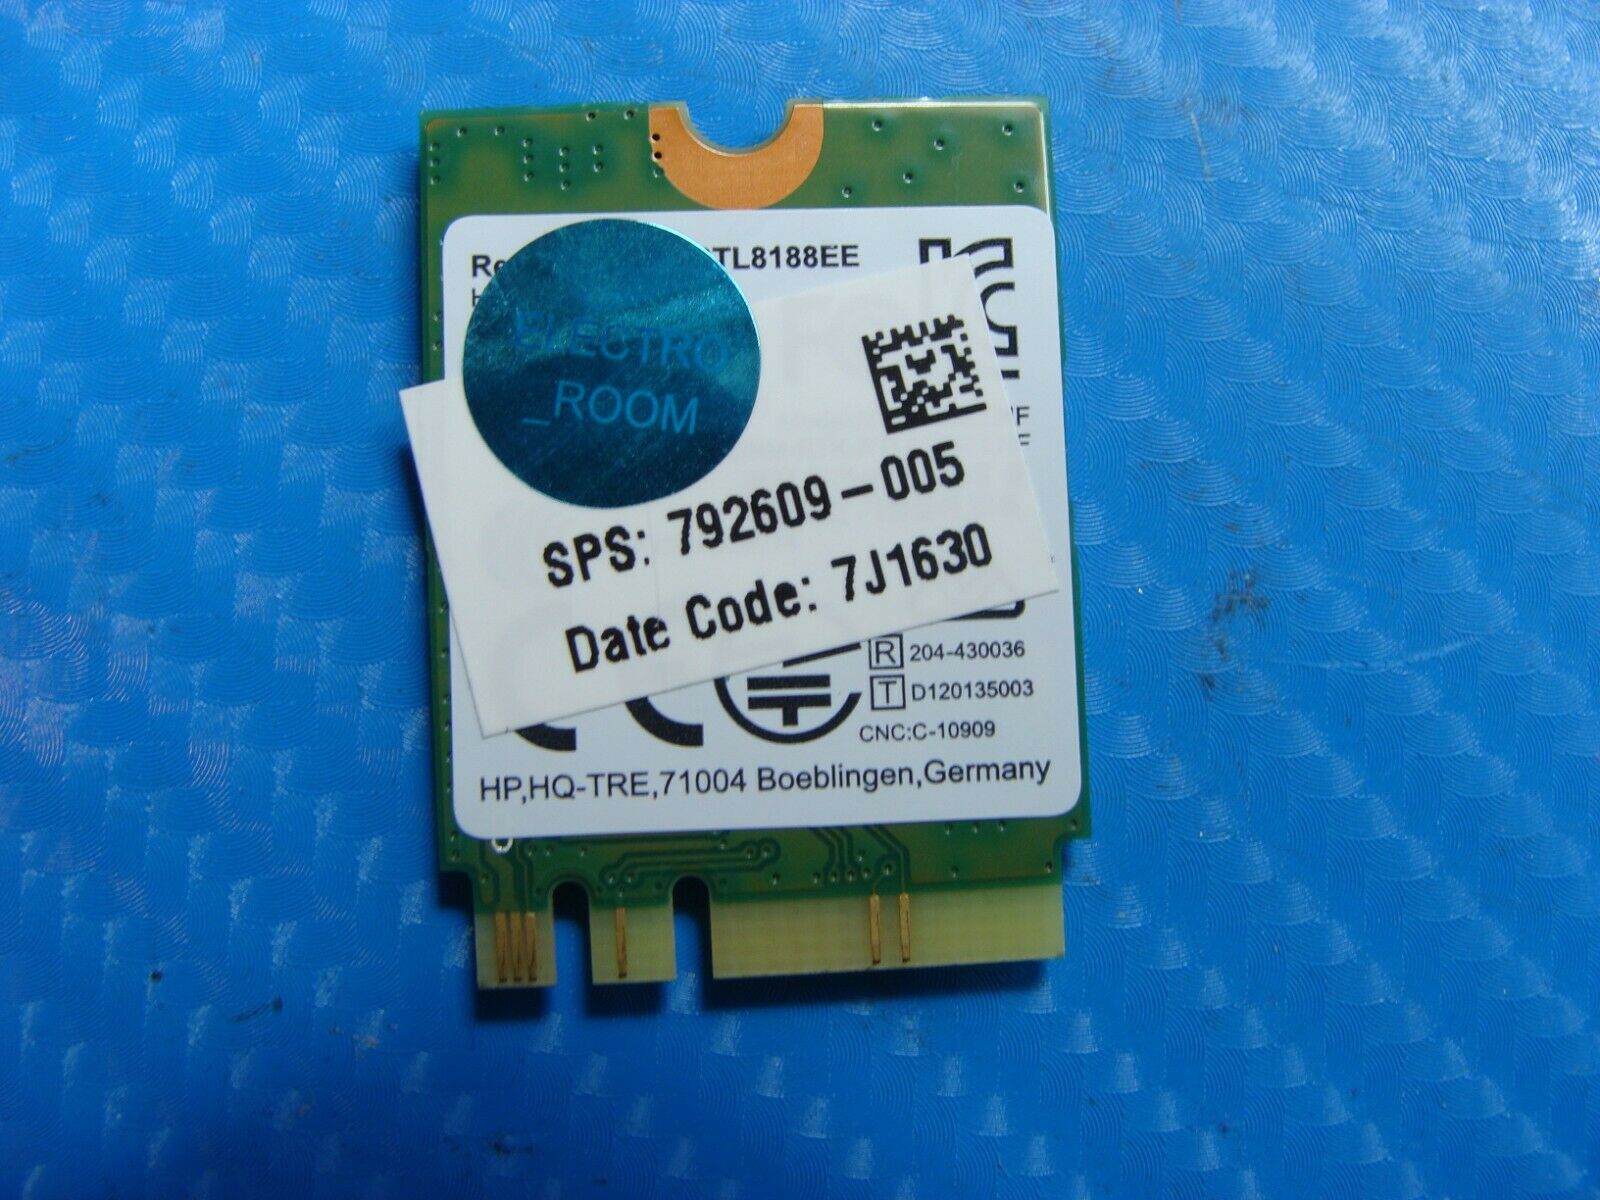 TL8188EE
ELECTRO
_ROOM
SPS: 792609-005
Date Code: 7J1630
R 204-430036
T D120135003
CNC:C-10909
HP,HQ-TRE,71004 Boeblingen,Germany